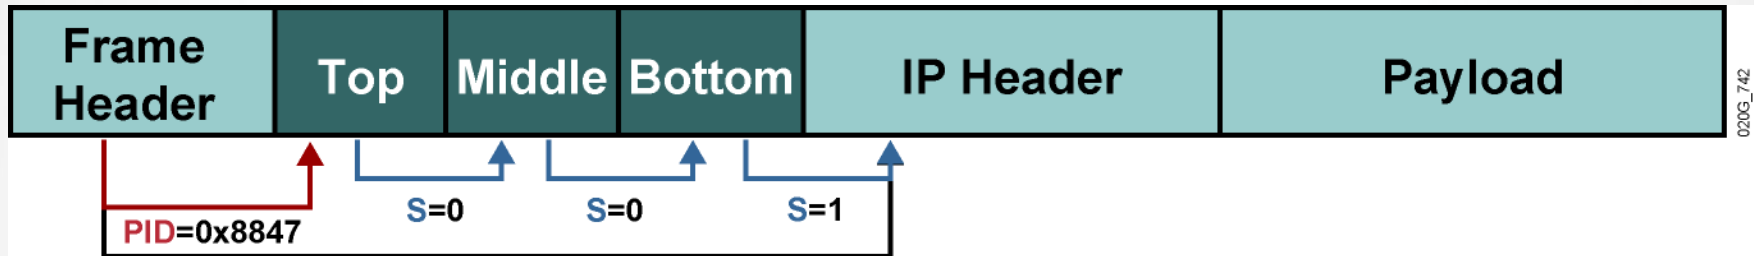 Frame
Header
Top
Middle
Bottom
IP Header
Payload
020G_742
S=0
S=0
S=1
PID=0x8847